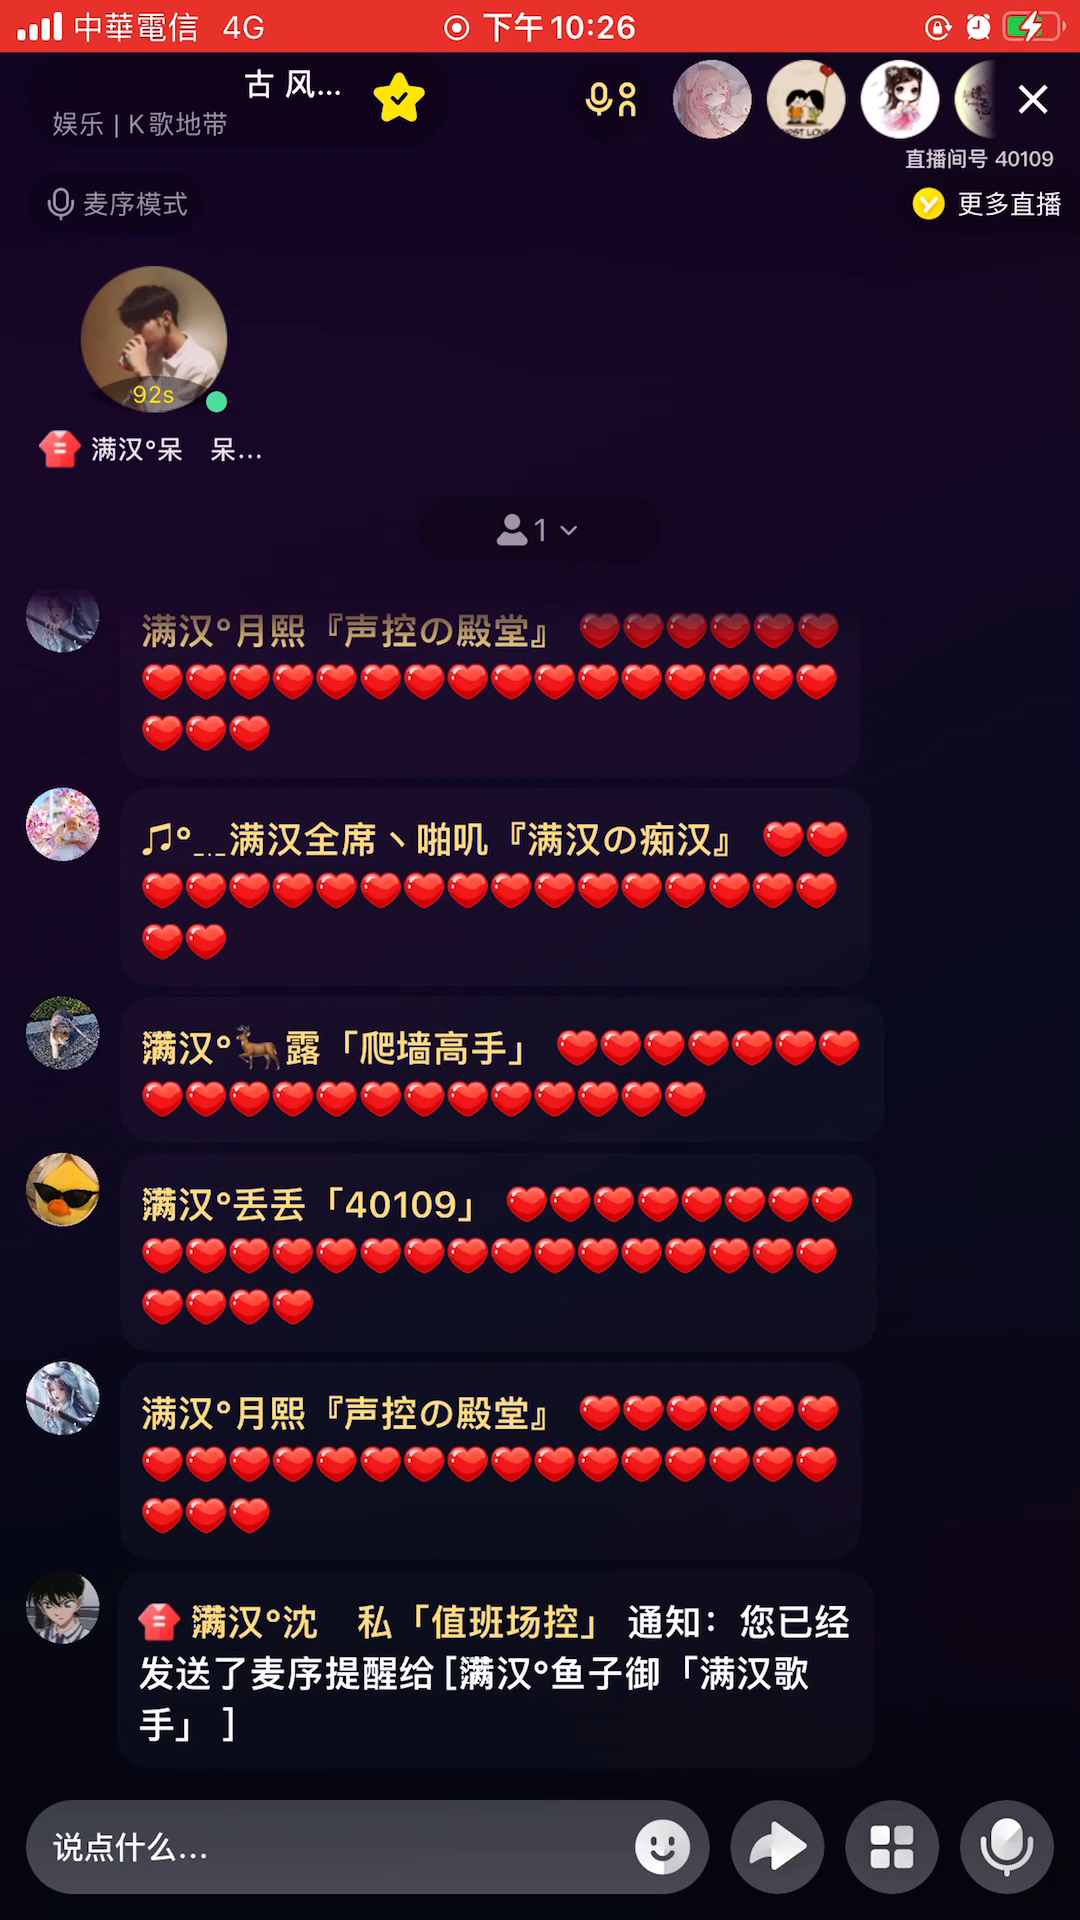 中華電信 4G 下午10:26
古 风...
娱乐 | K歌地带
直播间号 40109
麦序模式
更多直播
92s
满汉°呆 呆...
1
满汉°月熙『声控の殿堂』 ❤️❤️❤️❤️❤️❤️
❤️❤️❤️❤️❤️❤️❤️❤️❤️❤️❤️❤️❤️❤️❤️❤️
❤️❤️❤️
♫°_._满汉全席丶啪叽『满汉の痴汉』 ❤️❤️
❤️❤️❤️❤️❤️❤️❤️❤️❤️❤️❤️❤️❤️❤️❤️❤️
❤️❤️
满汉°🦌露「爬墙高手」 ❤️❤️❤️❤️❤️❤️❤️
❤️❤️❤️❤️❤️❤️❤️❤️❤️❤️❤️❤️❤️
满汉°丢丢「40109」 ❤️❤️❤️❤️❤️❤️❤️❤️
❤️❤️❤️❤️❤️❤️❤️❤️❤️❤️❤️❤️❤️❤️❤️❤️
❤️❤️❤️❤️
满汉°月熙『声控の殿堂』 ❤️❤️❤️❤️❤️❤️
❤️❤️❤️❤️❤️❤️❤️❤️❤️❤️❤️❤️❤️❤️❤️❤️
❤️❤️❤️
满汉°沈 私「值班场控」 通知：您已经
发送了麦序提醒给 [满汉°鱼子御「满汉歌
手」 ]
说点什么...